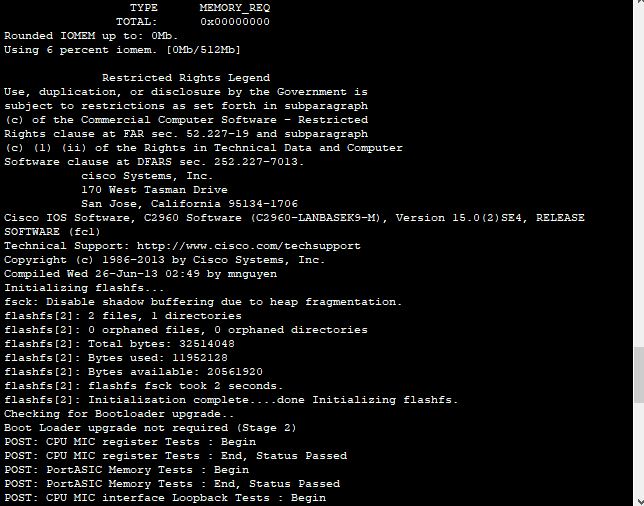 TYPE MEMORY_REQ
TOTAL: 0x00000000
Rounded IOMEM up to: 0Mb.
Using 6 percent iomem. [0Mb/512Mb]
Restricted Rights Legend
Use, duplication, or disclosure by the Government is
subject to restrictions as set forth in subparagraph
(c) of the Commercial Computer Software - Restricted
Rights clause at FAR sec. 52.227-19 and subparagraph
(c) (1) (ii) of the Rights in Technical Data and Computer
Software clause at DFARS sec. 252.227-7013.
cisco Systems, Inc.
170 West Tasman Drive
San Jose, California 95134-1706
Cisco IOS Software, C2960 Software (C2960-LANBASEK9-M), Version 15.0(2)SE4, RELEASE
SOFTWARE (fc1)
Technical Support: http://www.cisco.com/techsupport
Copyright (c) 1986-2013 by Cisco Systems, Inc.
Compiled Wed 26-Jun-13 02:49 by mnguyen
Initializing flashfs...
fsck: Disable shadow buffering due to heap fragmentation.
flashfs[2]: 2 files, 1 directories
flashfs[2]: 0 orphaned files, 0 orphaned directories
flashfs[2]: Total bytes: 32514048
flashfs[2]: Bytes used: 11952128
flashfs[2]: Bytes available: 20561920
flashfs[2]: flashfs fsck took 2 seconds.
flashfs[2]: Initialization complete....done Initializing flashfs.
Checking for Bootloader upgrade..
Boot Loader upgrade not required (Stage 2)
POST: CPU MIC register Tests : Begin
POST: CPU MIC register Tests : End, Status Passed
POST: PortASIC Memory Tests : Begin
POST: PortASIC Memory Tests : End, Status Passed
POST: CPU MIC interface Loopback Tests : Begin